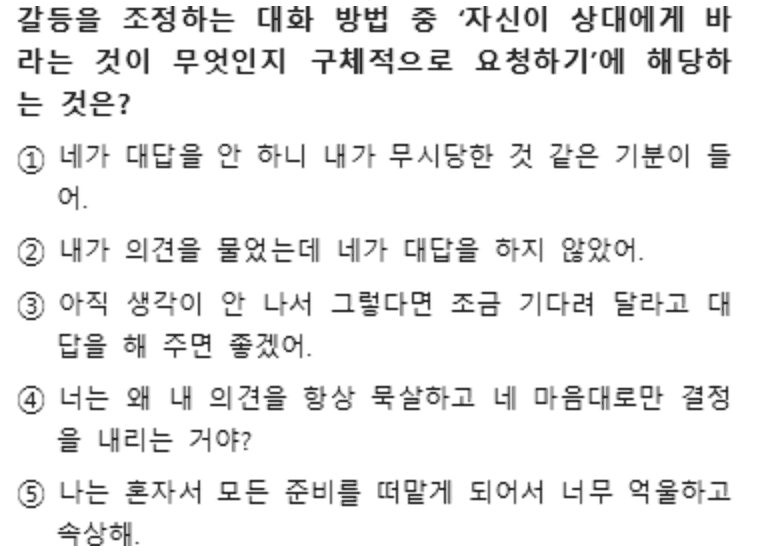 갈등을 조정하는 대화 방법 중 ‘자신이 상대에게 바
라는 것이 무엇인지 구체적으로 요청하기’에 해당하
는 것은?
① 네가 대답을 안 하니 내가 무시당한 것 같은 기분이 들
어.
② 내가 의견을 물었는데 네가 대답을 하지 않았어.
③ 아직 생각이 안 나서 그렇다면 조금 기다려 달라고 대
답을 해 주면 좋겠어.
④ 너는 왜 내 의견을 항상 묵살하고 네 마음대로만 결정
을 내리는 거야?
⑤ 나는 혼자서 모든 준비를 떠맡게 되어서 너무 억울하고
속상해.